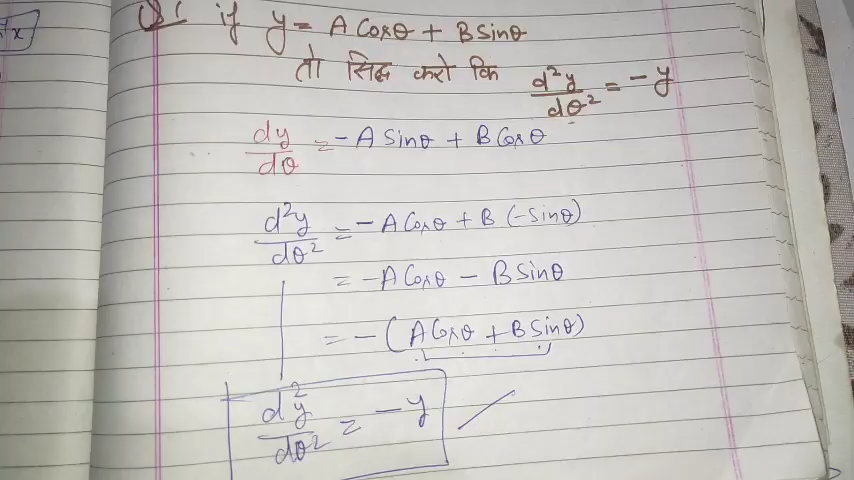 x
Q1 if y = A Cosθ + B Sinθ
तो सिद्ध करो कि d²y/dθ² = -y
dy/dθ = -A Sinθ + B Cosθ
d²y/dθ² = -A Cosθ + B (-Sinθ)
= -A Cosθ - B Sinθ
= -(A Cosθ + B Sinθ)
d²y/dθ² = -y